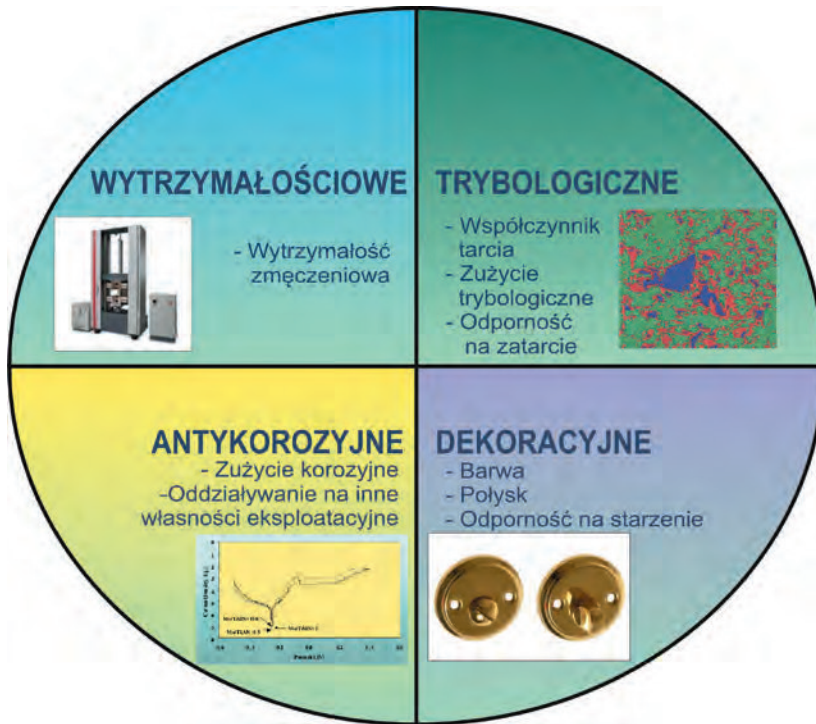 WYTRZYMAŁOŚCIOWE
- Wytrzymałość
zmęczeniowa
TRYBOLOGICZNE
- Współczynnik
tarcia
- Zużycie
trybologiczne
- Odporność
na zatarcie
ANTYKOROZYJNE
- Zużycie korozyjne
-Oddziaływanie na inne
własności eksploatacyjne
DEKORACYJNE
- Barwa
- Połysk
- Odporność na starzenie